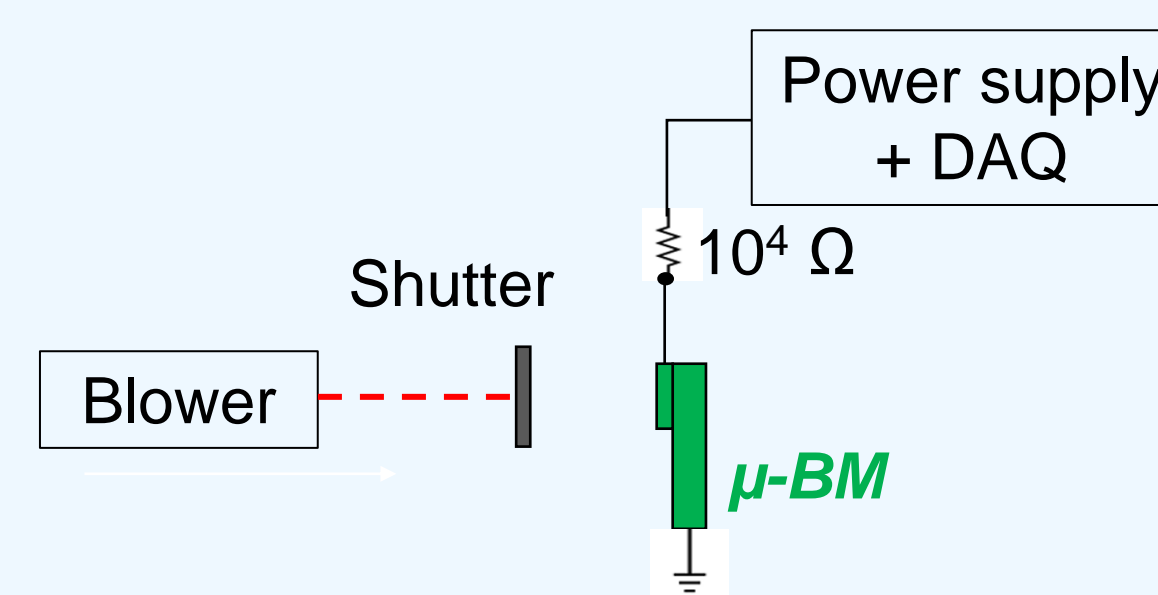 Power supply
+ DAQ
10⁴ Ω
Shutter
Blower
μ-BM